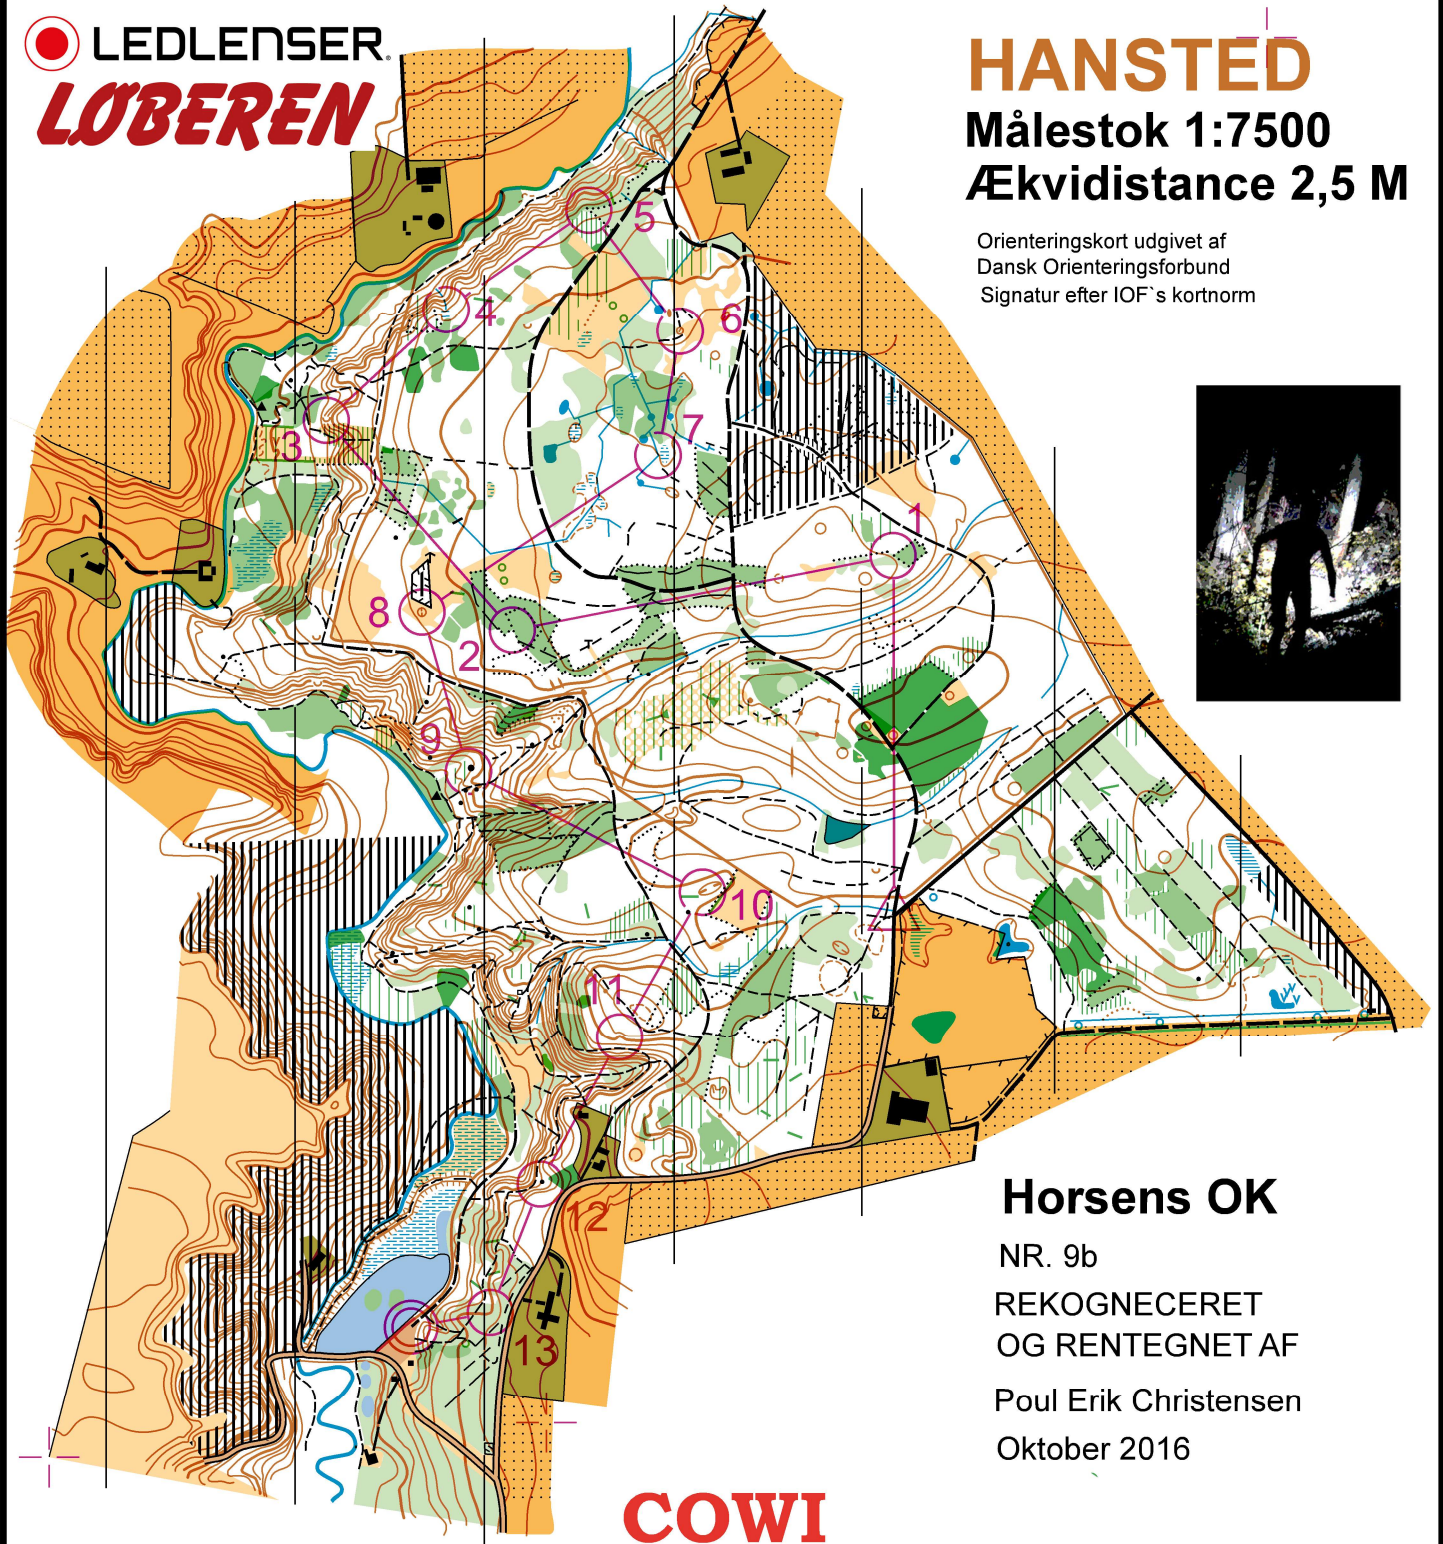 LEDLENSER
LØBEREN
HANSTED
Målestok 1:7500
Ækvidistance 2,5 M
Orienteringskort udgivet af
Dansk Orienteringsforbund
Signatur efter IOF`s kortnorm
5
4
6
7
3
1
8
2
9
10
11
12
13
Horsens OK
NR. 9b
REKOGNECERET
OG RENTEGNET AF
Poul Erik Christensen
Oktober 2016
COWI